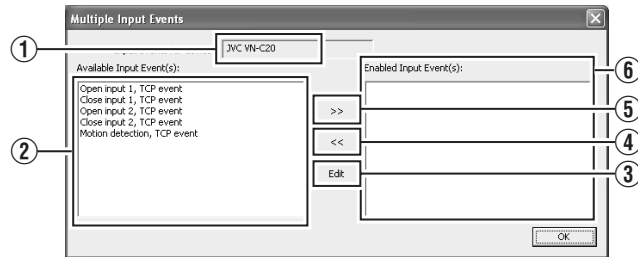 Multiple Input Events
① JVC VN-C20
Available Input Event(s):
Enabled Input Event(s):
⑥
Open input 1, TCP event
Close input 1, TCP event
Open input 2, TCP event
Close input 2, TCP event
Motion detection, TCP event
②
>>
⑤
<<
④
Edit
③
OK